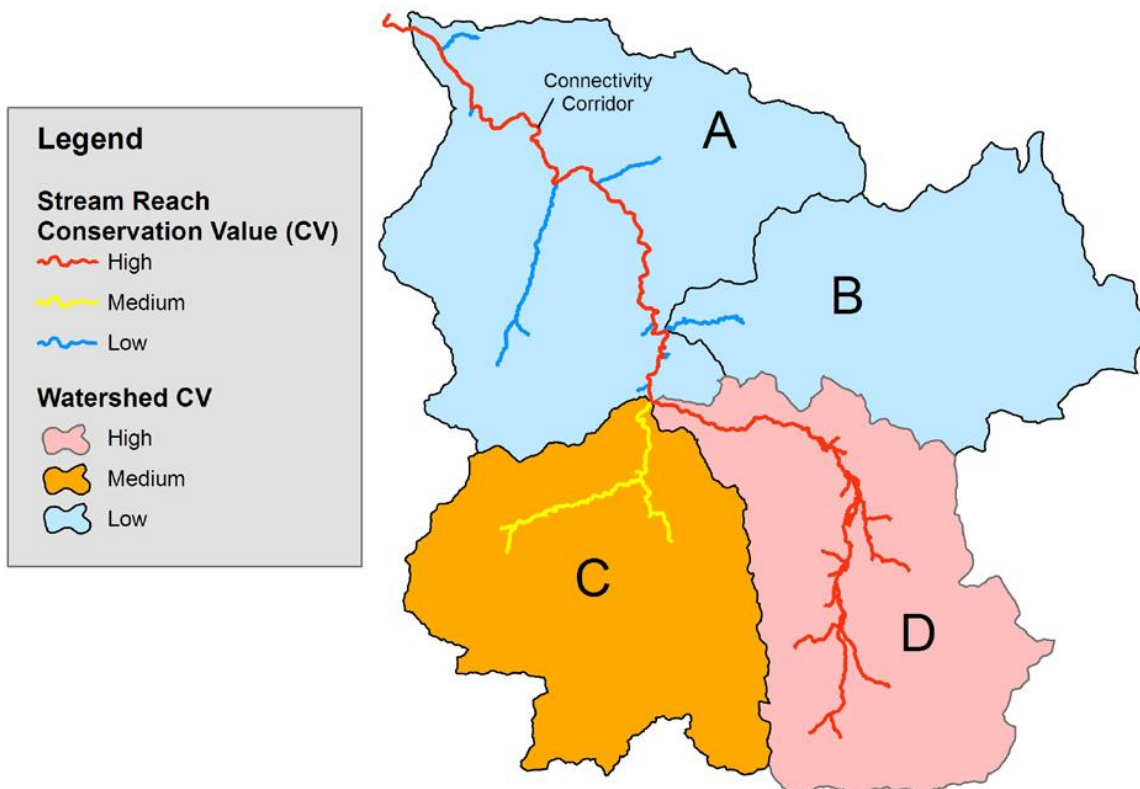 Legend
Stream Reach
Conservation Value (CV)
High
Medium
Low
Watershed CV
High
Medium
Low
Connectivity
Corridor
A
B
C
D